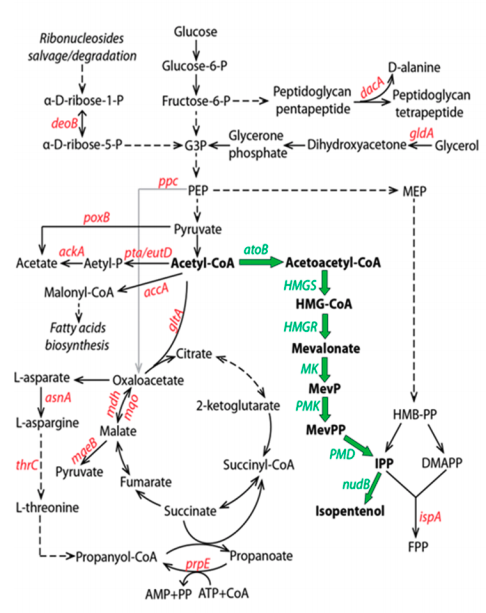 Ribonucleosides
salvage/degradation
Glucose
Glucose-6-P
D-alanine
dacA
α-D-ribose-1-P
Fructose-6-P
Peptidoglycan
pentapeptide
Peptidoglycan
tetrapeptide
deoB
gldA
α-D-ribose-5-P
G3P
Glycerone
phosphate
Dihydroxyacetone
Glycerol
ppc
PEP
MEP
poxB
Pyruvate
ackA
pta/eutD
atoB
Acetate
Aetyl-P
Acetyl-CoA
Acetoacetyl-CoA
Malonyl-CoA
accA
HMGS
HMG-CoA
gltA
HMGR
Fatty acids
biosynthesis
Citrate
Mevalonate
MK
L-asparate
Oxaloacetate
MevP
asnA
mdh
mqo
2-ketoglutarate
PMK
L-aspargine
Malate
MevPP
HMB-PP
mgeB
PMD
thrC
Pyruvate
Succinyl-CoA
IPP
DMAPP
Fumarate
nudB
L-threonine
Succinate
Isopentenol
ispA
FPP
Propanyol-CoA
Propanoate
prpE
AMP+PP
ATP+CoA